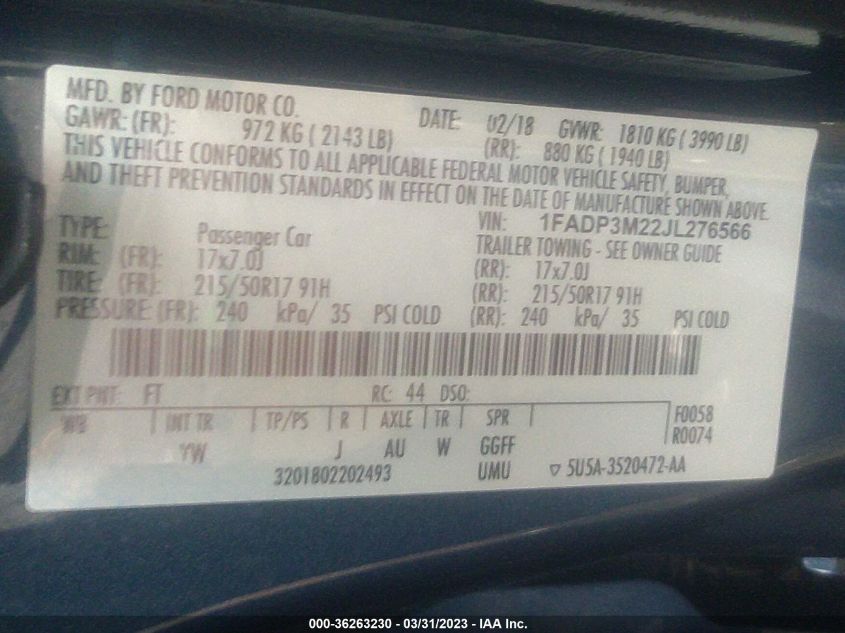 MFD. BY FORD MOTOR CO. DATE: 02/18 GVWR: 1810 KG ( 3990 LB)
GAWR: (FR): 972 KG ( 2143 LB) (RR): 880 KG ( 1940 LB)
THIS VEHICLE CONFORMS TO ALL APPLICABLE FEDERAL MOTOR VEHICLE SAFETY, BUMPER,
AND THEFT PREVENTION STANDARDS IN EFFECT ON THE DATE OF MANUFACTURE SHOWN ABOVE.
VIN: 1FADP3M22JL276566
TYPE: Passenger Car TRAILER TOWING - SEE OWNER GUIDE
RIM: (FR): 17x7.0J (RR): 17x7.0J
TIRE: (FR): 215/50R17 91H (RR): 215/50R17 91H
PRESSURE: (FR): 240 kPa/ 35 PSI COLD (RR): 240 kPa/ 35 PSI COLD
EXT PNT: FT RC: 44 DSO:
WB INT TR TP/PS R AXLE TR SPR F0058
YW J AU W GGFF R0074
3201802202493 UMU ▽ 5U5A-3520472-AA
000-36263230 - 03/31/2023 - IAA Inc.